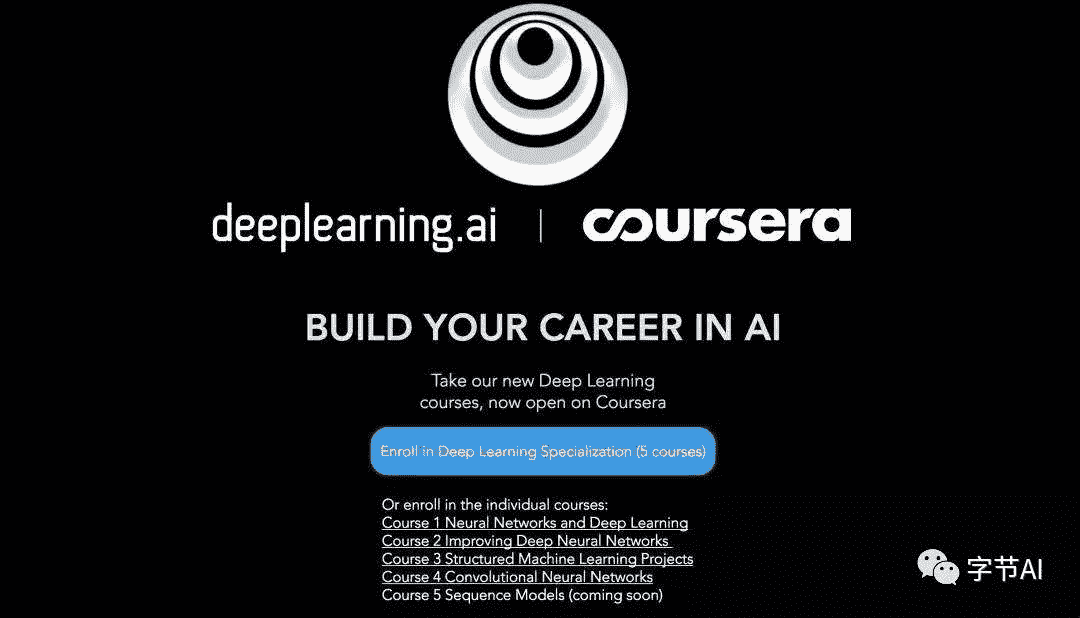 deeplearning.ai | coursera
BUILD YOUR CAREER IN AI
Take our new Deep Learning
courses, now open on Coursera
Enroll in Deep Learning Specialization (5 courses)
Or enroll in the individual courses:
Course 1 Neural Networks and Deep Learning
Course 2 Improving Deep Neural Networks
Course 3 Structured Machine Learning Projects
Course 4 Convolutional Neural Networks
Course 5 Sequence Models (coming soon)
字节AI